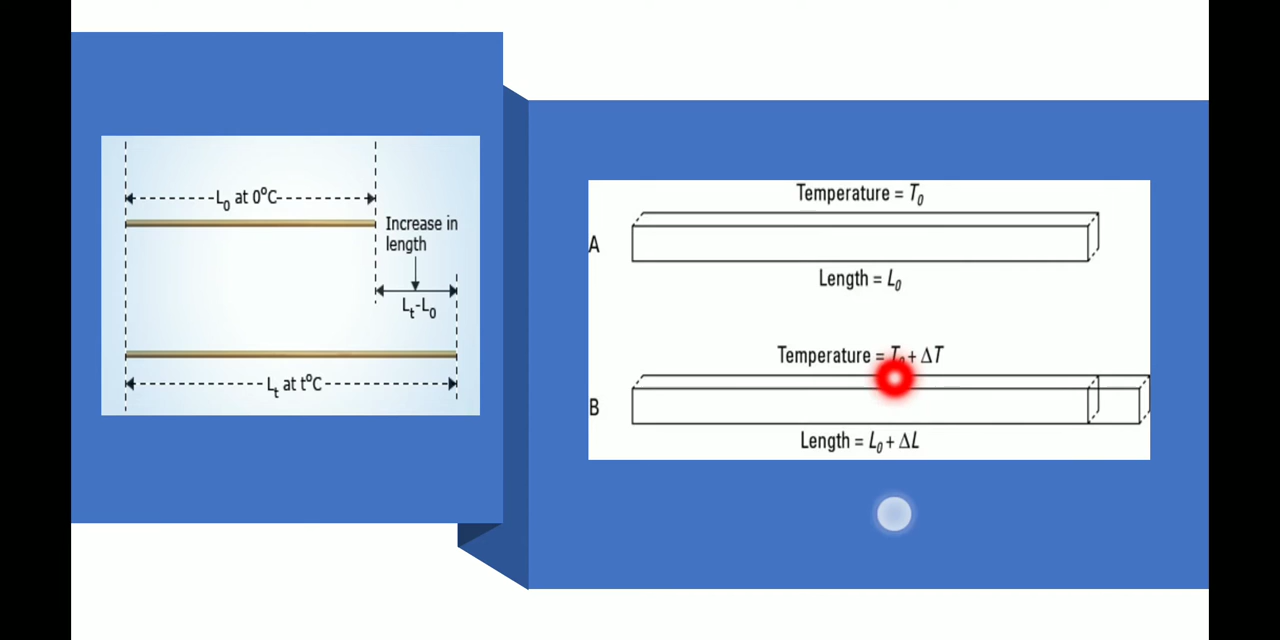 L₀ at 0°C
Increase in
length
Lₜ-L₀
Lₜ at t°C
Temperature = T₀
A
Length = L₀
Temperature = T₀ + ΔT
B
Length = L₀ + ΔL